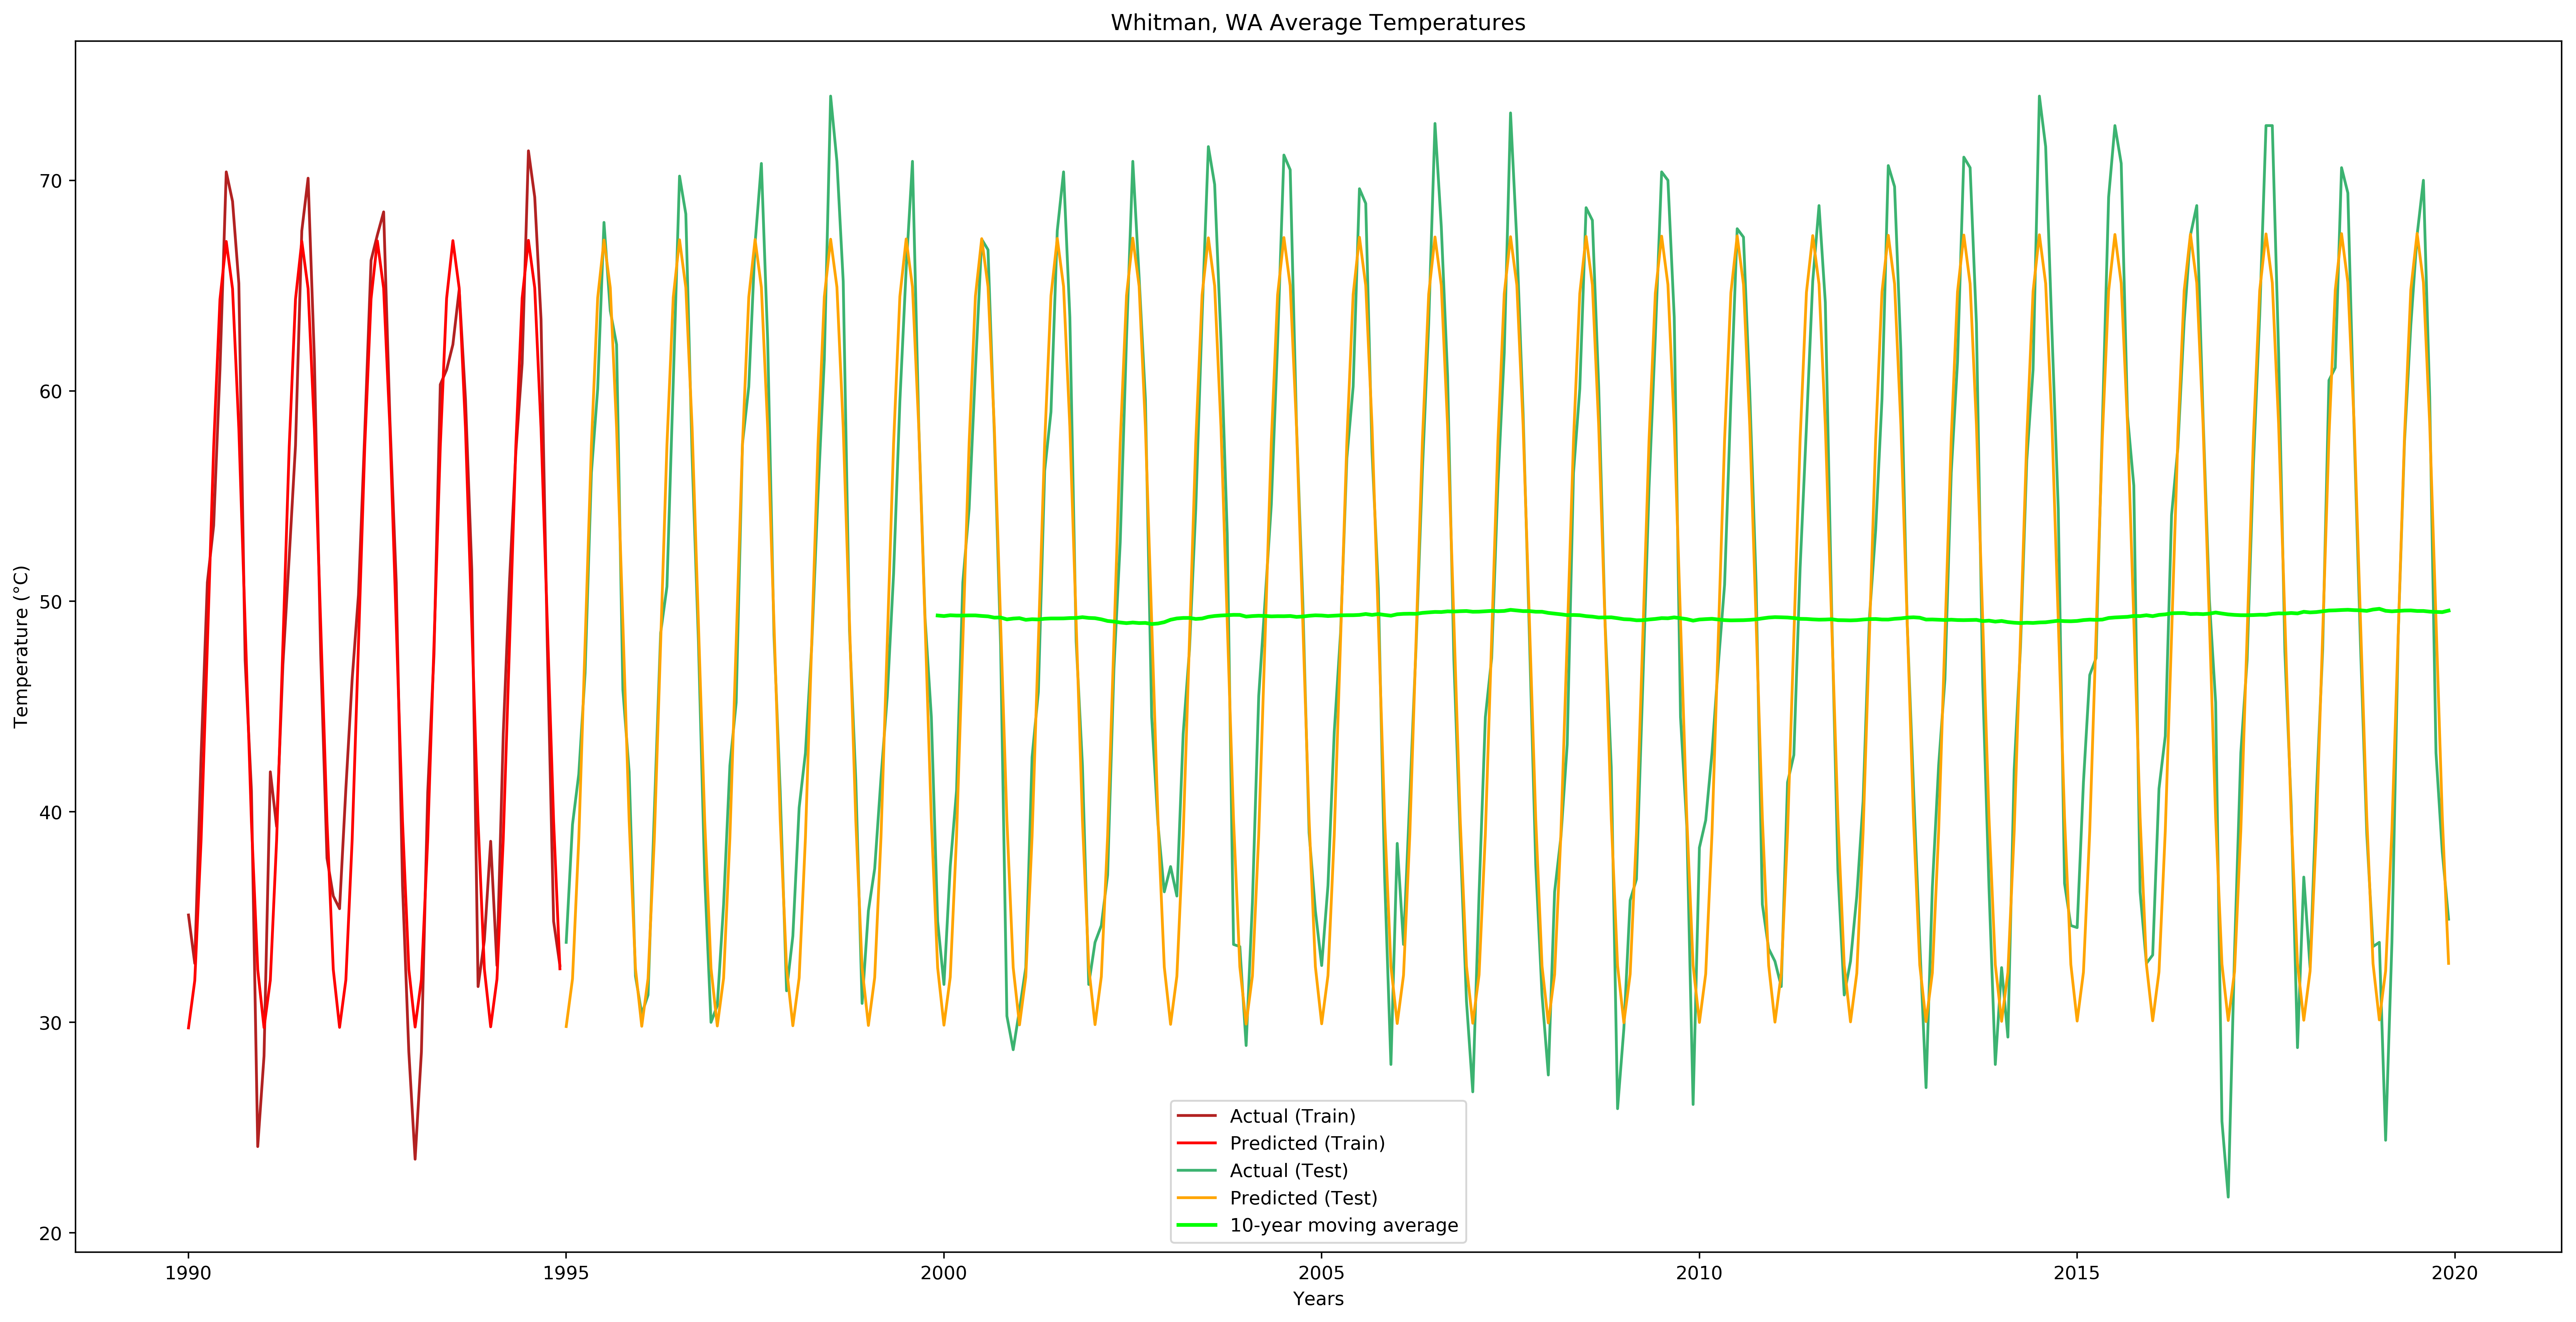 Whitman, WA Average Temperatures
Temperature (°C)
70
60
50
40
30
20
1990
1995
2000
2005
2010
2015
2020
Years
Actual (Train)
Predicted (Train)
Actual (Test)
Predicted (Test)
10-year moving average